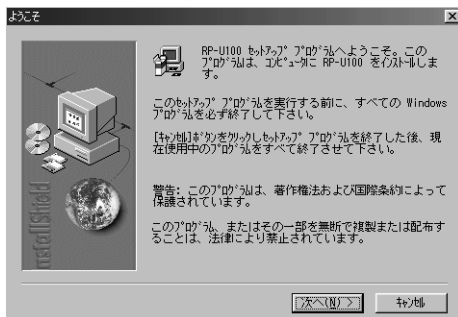 ようこそ
RP-U100 ｾｯﾄｱｯﾌﾟ ﾌﾟﾛｸﾞﾗﾑへようこそ。この
ﾌﾟﾛｸﾞﾗﾑは、ｺﾝﾋﾟｭｰﾀに RP-U100 をｲﾝｽﾄｰﾙしま
す。
このｾｯﾄｱｯﾌﾟ ﾌﾟﾛｸﾞﾗﾑを実行する前に、すべての Windows
ﾌﾟﾛｸﾞﾗﾑを必ず終了して下さい。
[ｷｬﾝｾﾙ]ﾎﾞﾀﾝをｸﾘｯｸしｾｯﾄｱｯﾌﾟ ﾌﾟﾛｸﾞﾗﾑを終了した後、現
在使用中のﾌﾟﾛｸﾞﾗﾑをすべて終了させて下さい。
警告: このﾌﾟﾛｸﾞﾗﾑは、著作権法および国際条約によって
保護されています。
このﾌﾟﾛｸﾞﾗﾑ、またはその一部を無断で複製または配布す
ることは、法律により禁止されています。
InstallShield
次へ(N) >
ｷｬﾝｾﾙ